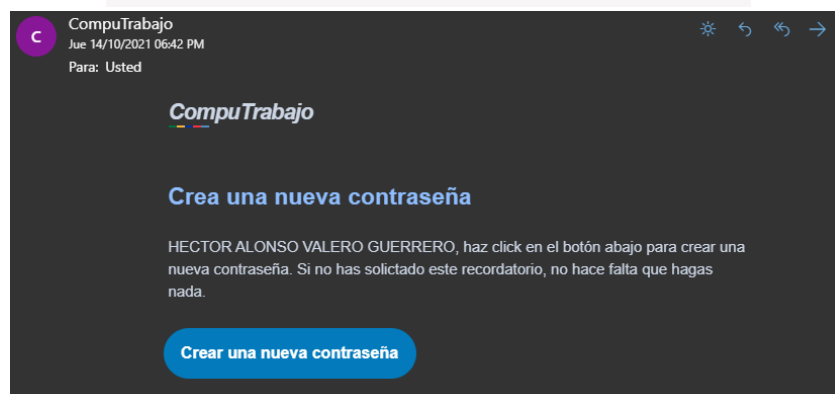 C
CompuTrabajo
Jue 14/10/2021 06:42 PM
Para: Usted
CompuTrabajo
Crea una nueva contraseña
HECTOR ALONSO VALERO GUERRERO, haz click en el botón abajo para crear una
nueva contraseña. Si no has solictado este recordatorio, no hace falta que hagas
nada.
Crear una nueva contraseña